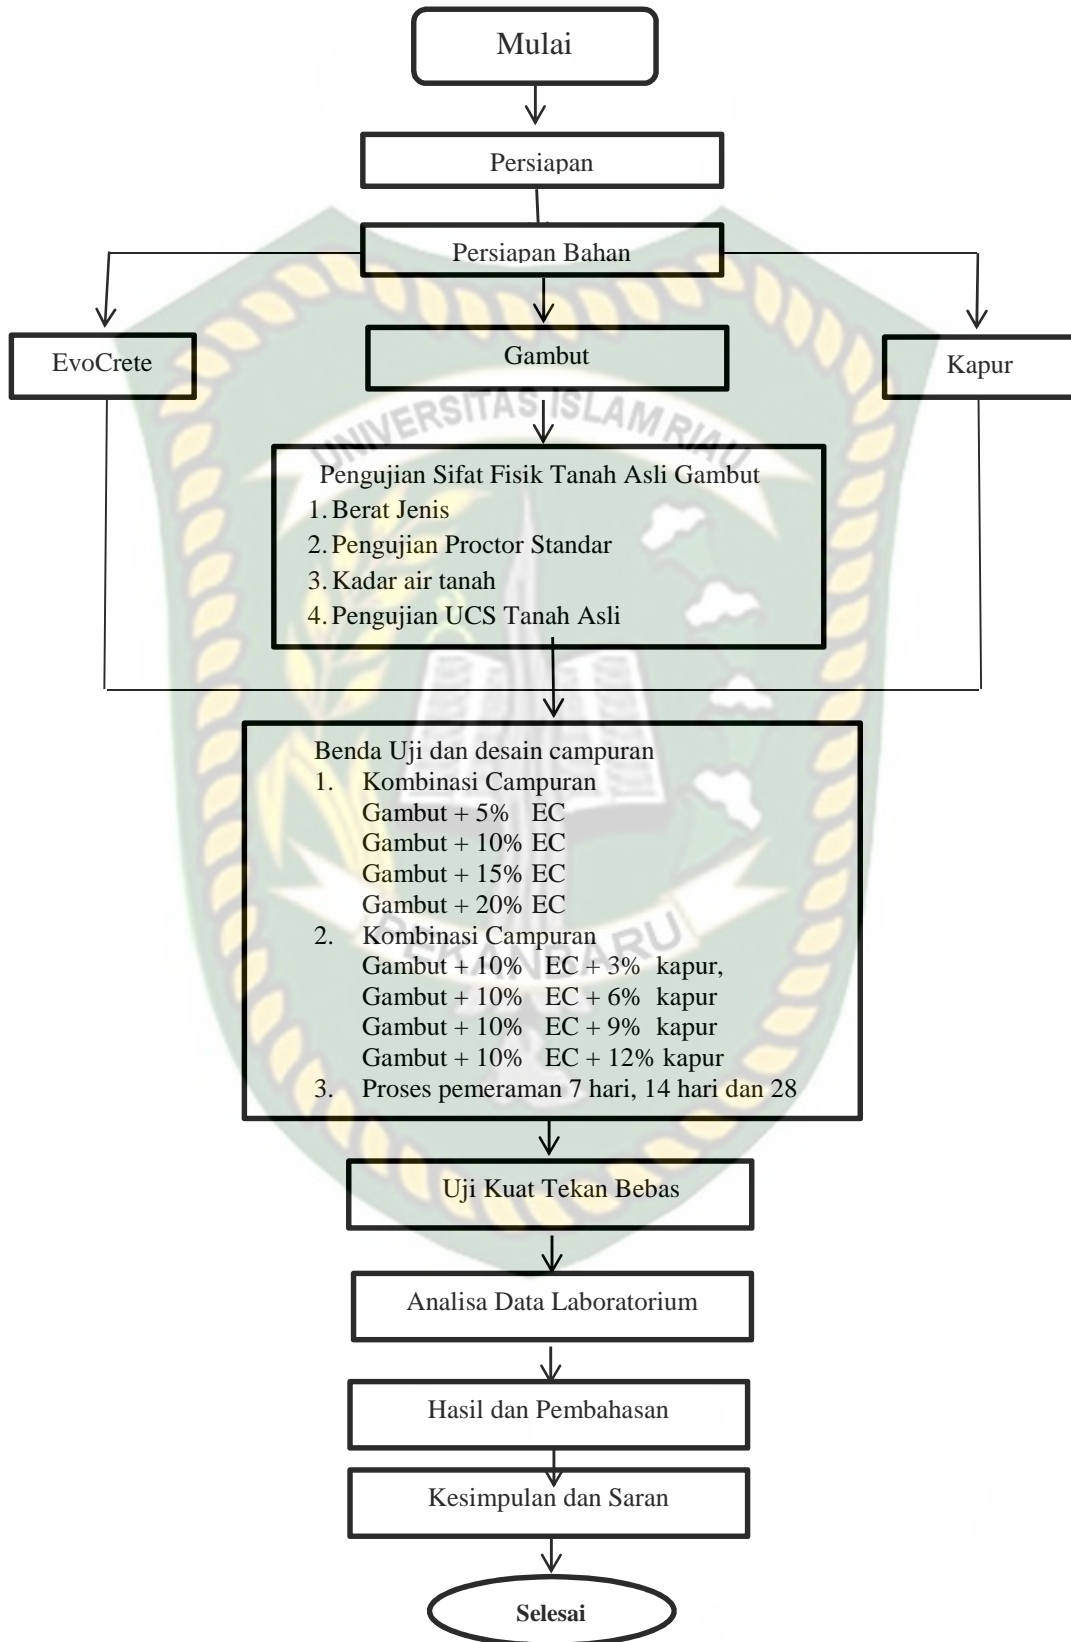 Mulai
Persiapan
Persiapan Bahan
EvoCrete
Gambut
Kapur
UNIVERSITAS ISLAM RIAU
Pengujian Sifat Fisik Tanah Asli Gambut
1. Berat Jenis
2. Pengujian Proctor Standar
3. Kadar air tanah
4. Pengujian UCS Tanah Asli
Benda Uji dan desain campuran
1. Kombinasi Campuran
Gambut + 5% EC
Gambut + 10% EC
Gambut + 15% EC
Gambut + 20% EC
2. Kombinasi Campuran
Gambut + 10% EC + 3% kapur,
Gambut + 10% EC + 6% kapur
Gambut + 10% EC + 9% kapur
Gambut + 10% EC + 12% kapur
3. Proses pemeraman 7 hari, 14 hari dan 28
PEKANBARU
Uji Kuat Tekan Bebas
Analisa Data Laboratorium
Hasil dan Pembahasan
Kesimpulan dan Saran
Selesai